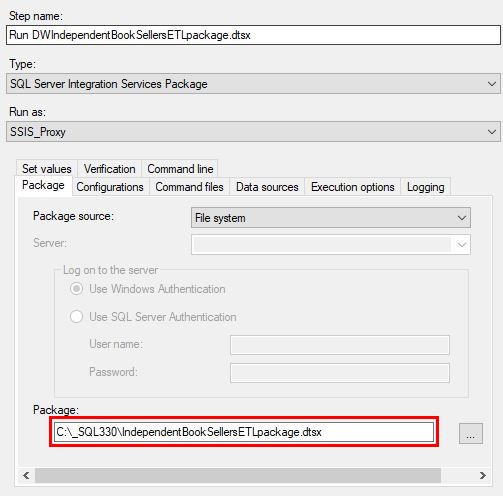 Step name:
Run DWIndependentBookSellersETLpackage.dtsx
Type:
SQL Server Integration Services Package
Run as:
SSIS_Proxy
Set values Verification Command line
Package Configurations Command files Data sources Execution options Logging
Package source: File system
Server:
Log on to the server
Use Windows Authentication
Use SQL Server Authentication
User name:
Password:
Package:
C:\_SQL330\IndependentBookSellersETLpackage.dtsx
...